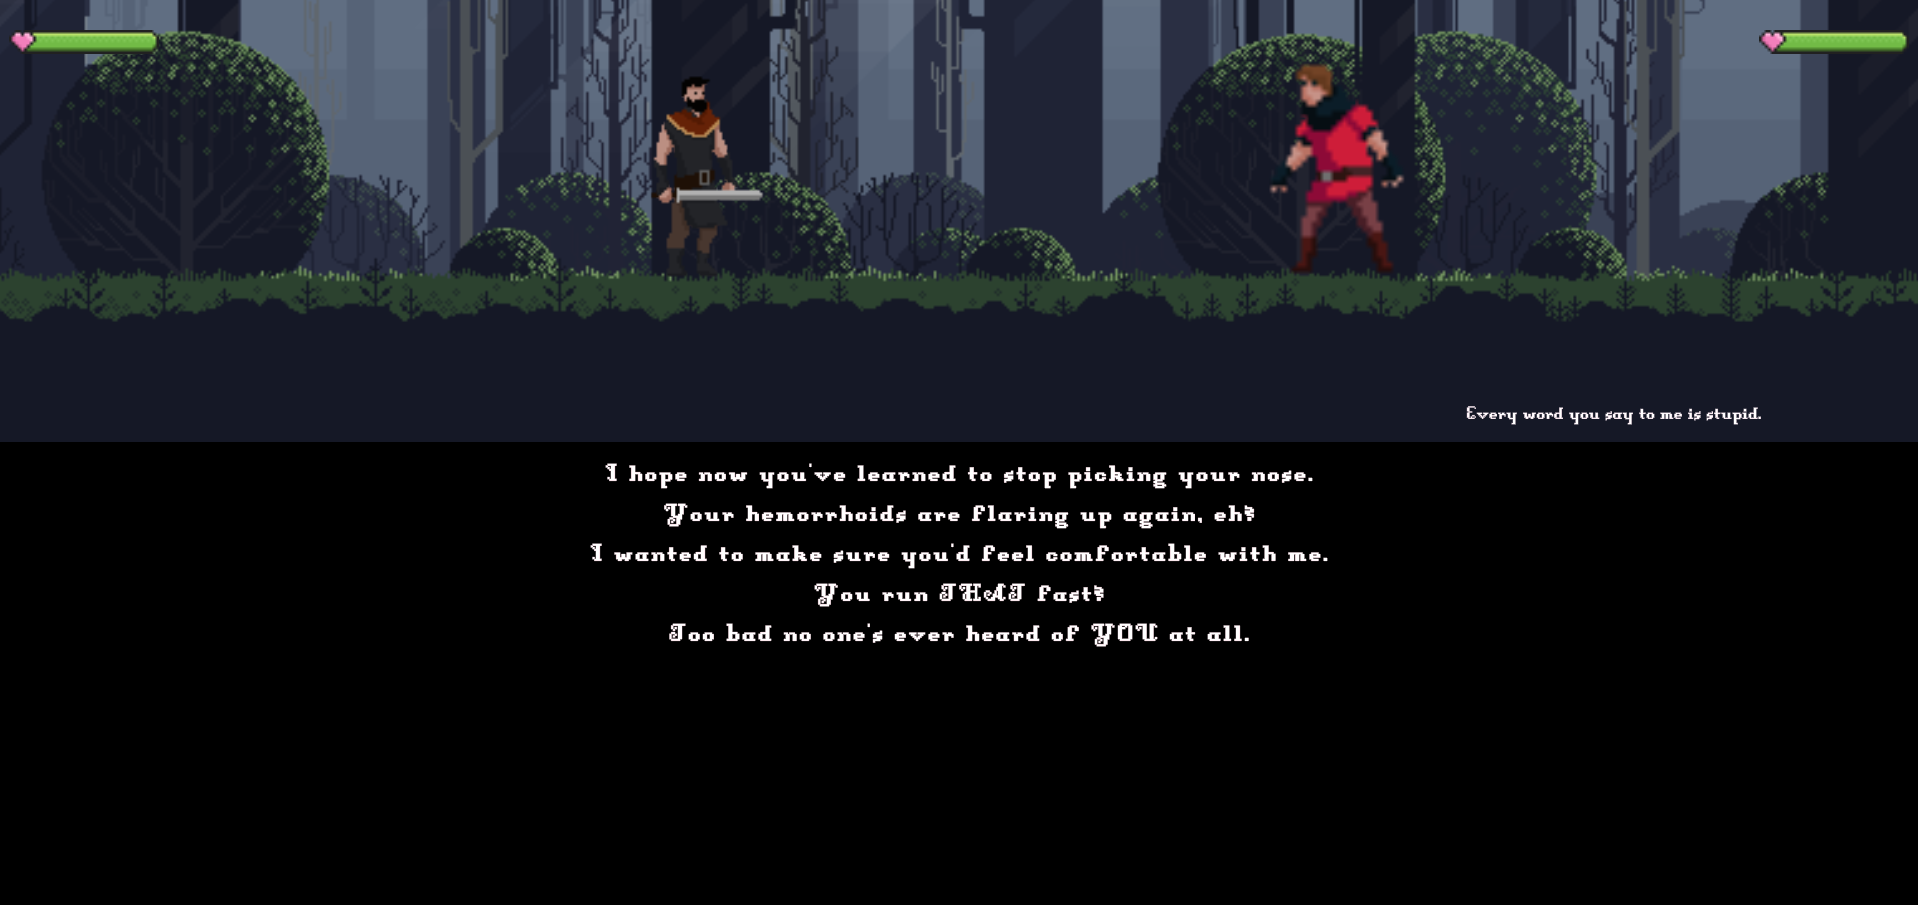 Every word you say to me is stupid.
I hope now you've learned to stop picking your nose.
Your hemorrhoids are flaring up again, eh?
I wanted to make sure you'd feel comfortable with me.
You run THAT fast?
Too bad no one's ever heard of YOU at all.